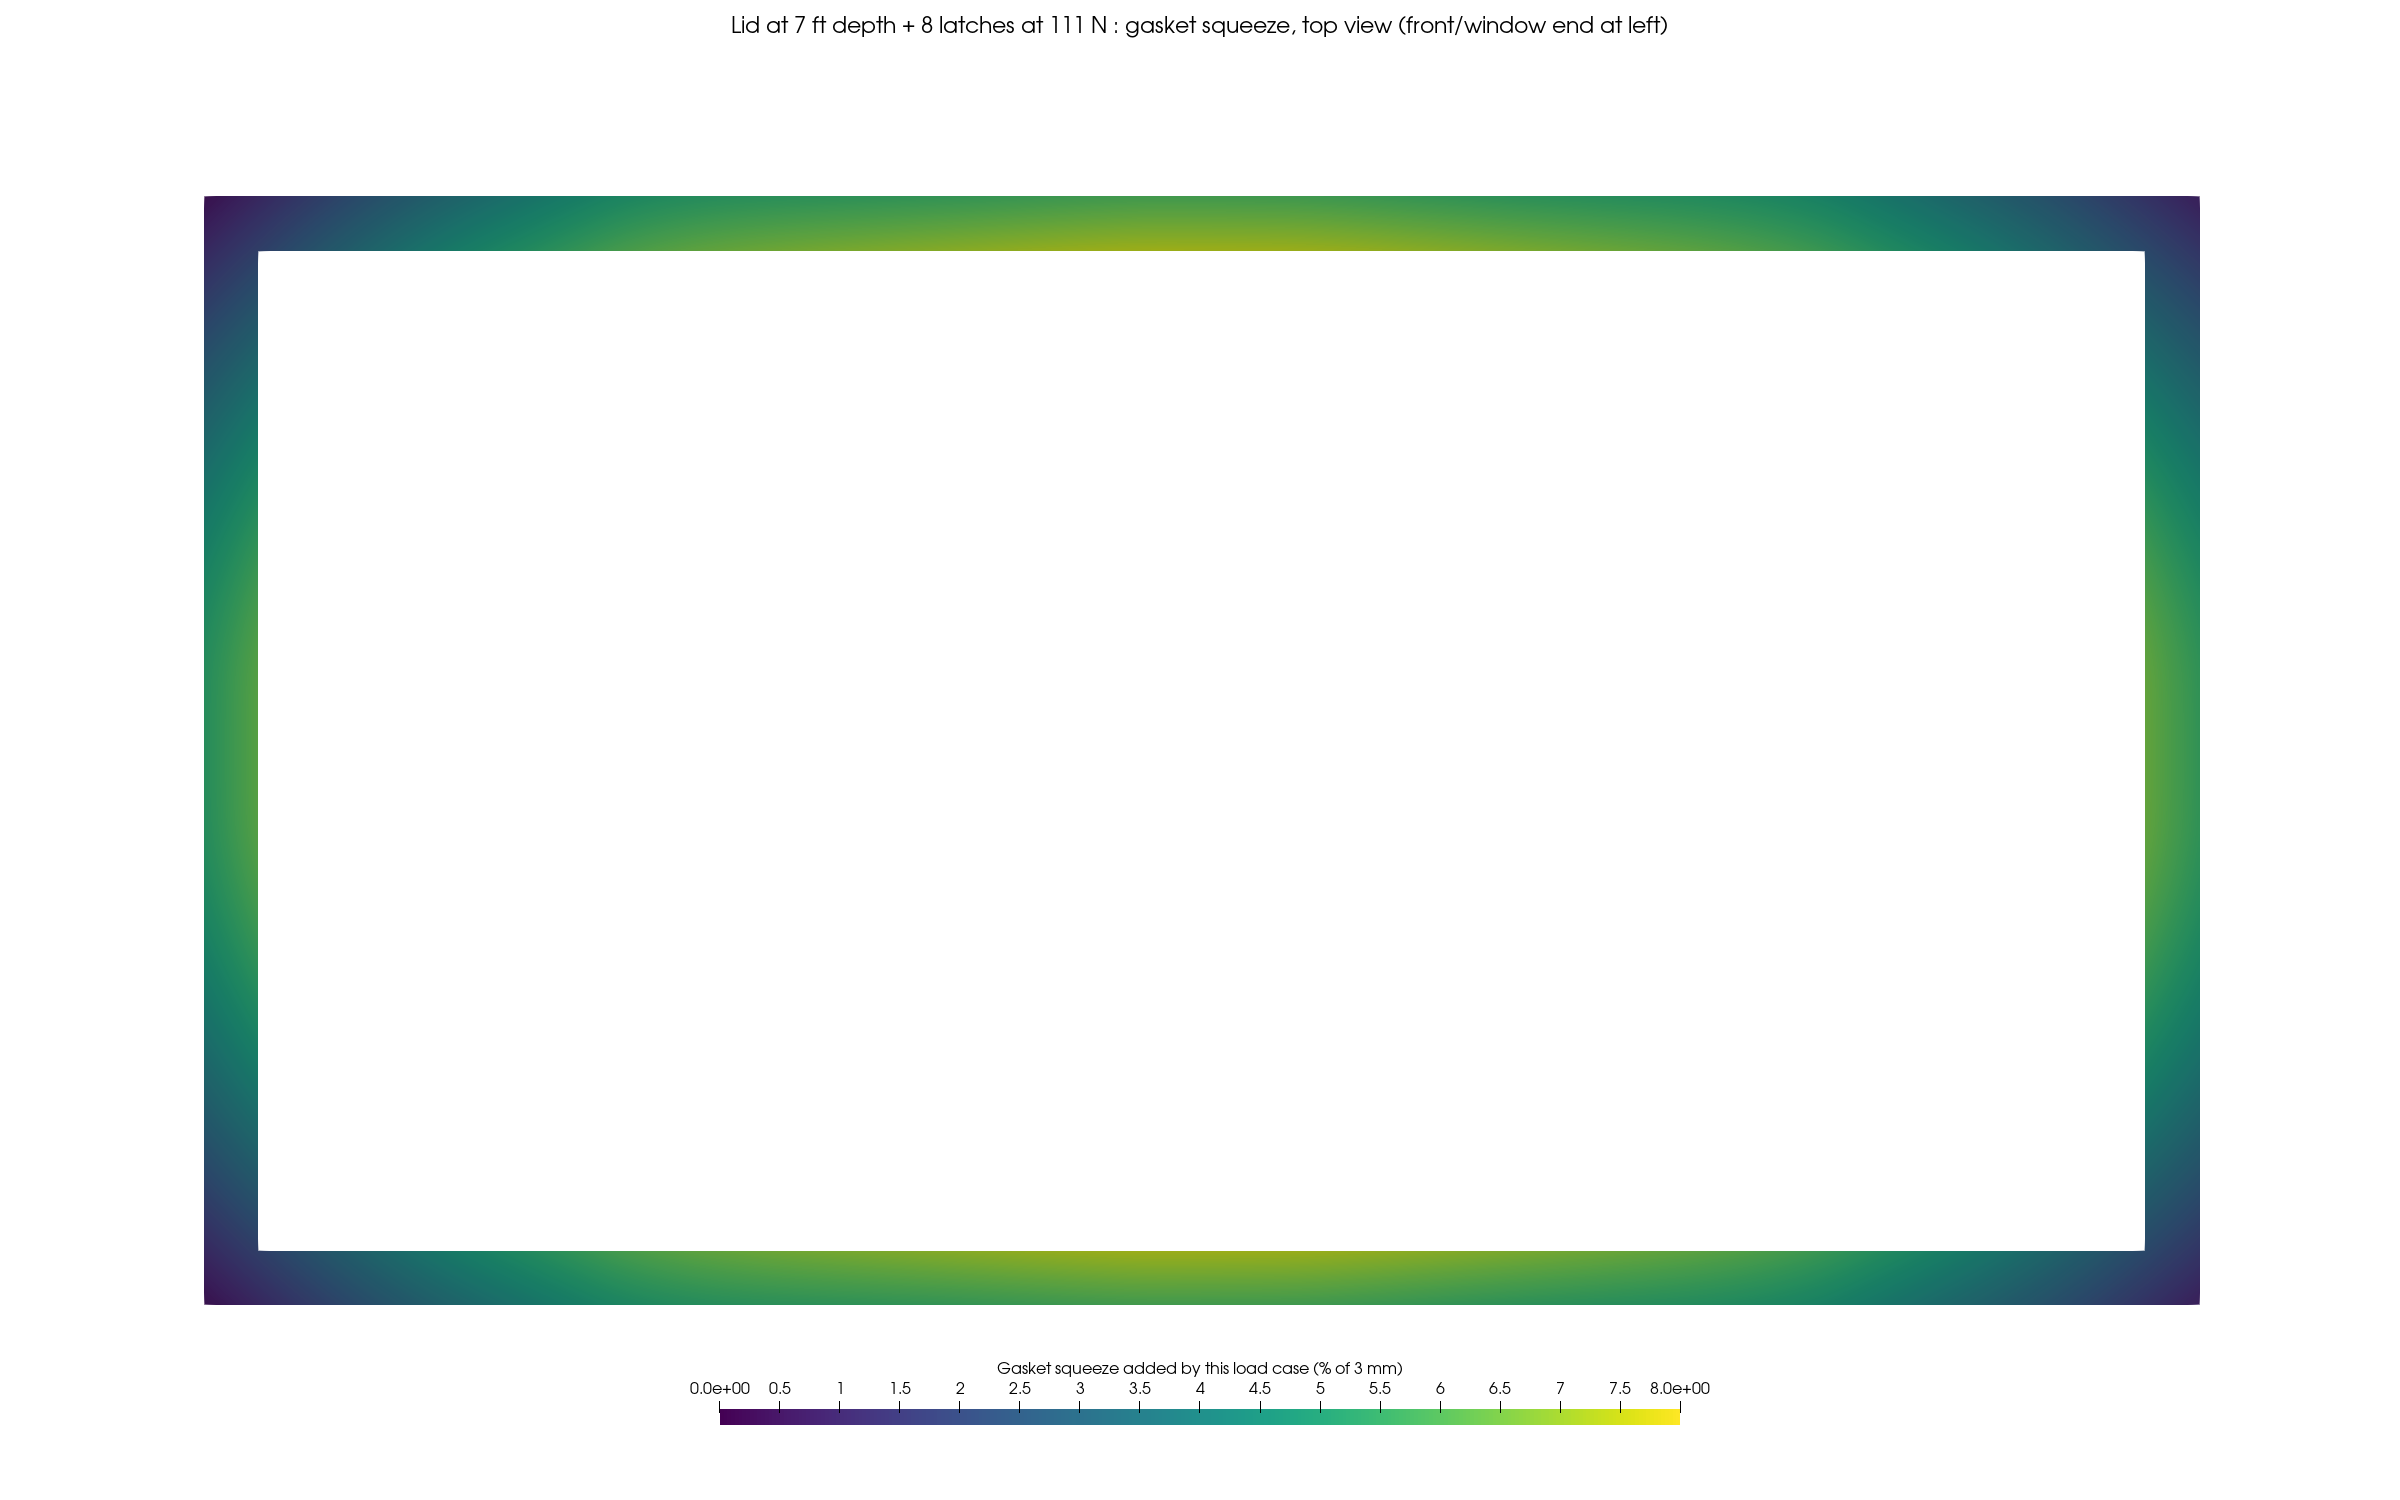 Lid at 7 ft depth + 8 latches at 111 N : gasket squeeze, top view (front/window end at left)
Gasket squeeze added by this load case (% of 3 mm)
0.0e+00 0.5 1 1.5 2 2.5 3 3.5 4 4.5 5 5.5 6 6.5 7 7.5 8.0e+00